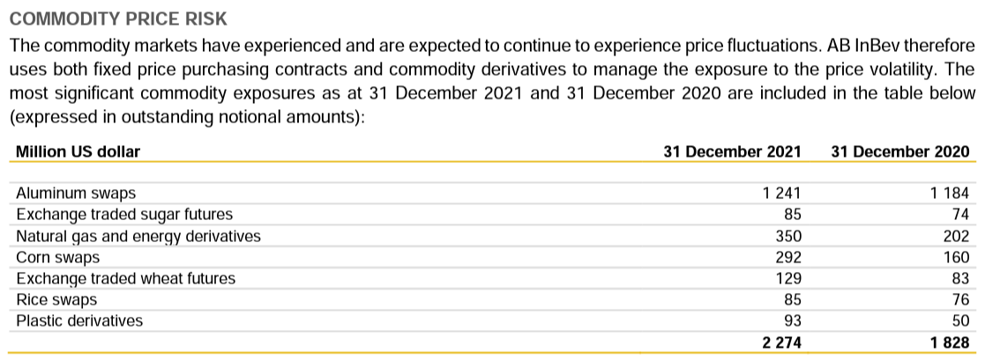 COMMODITY PRICE RISK
The commodity markets have experienced and are expected to continue to experience price fluctuations. AB InBev therefore
uses both fixed price purchasing contracts and commodity derivatives to manage the exposure to the price volatility. The
most significant commodity exposures as at 31 December 2021 and 31 December 2020 are included in the table below
(expressed in outstanding notional amounts):
Million US dollar 31 December 2021 31 December 2020
Aluminum swaps 1 241 1 184
Exchange traded sugar futures 85 74
Natural gas and energy derivatives 350 202
Corn swaps 292 160
Exchange traded wheat futures 129 83
Rice swaps 85 76
Plastic derivatives 93 50
2 274 1 828